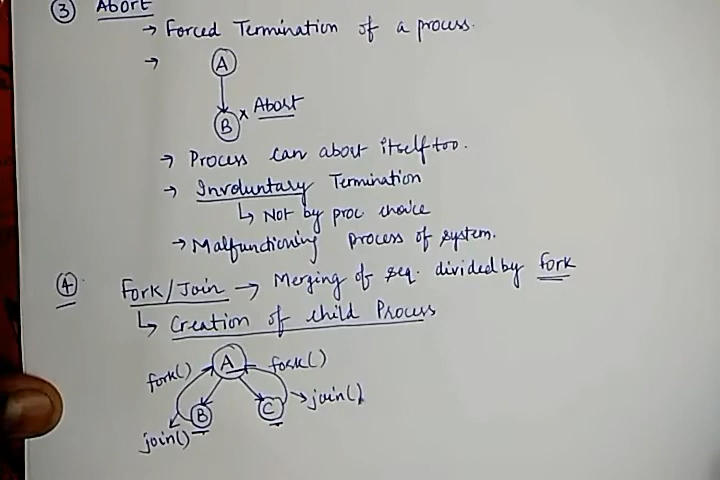 ③ Abort
→ Forced Termination of a process.
→ A
× Abort
B
→ Process can abort itself too.
→ Involuntary Termination
↳ Not by proc choice
→ Malfunctioning process of system.
④ Fork/Join → Merging of seq. divided by fork
↳ Creation of child Process
fork() A fork()
B C → join()
join()